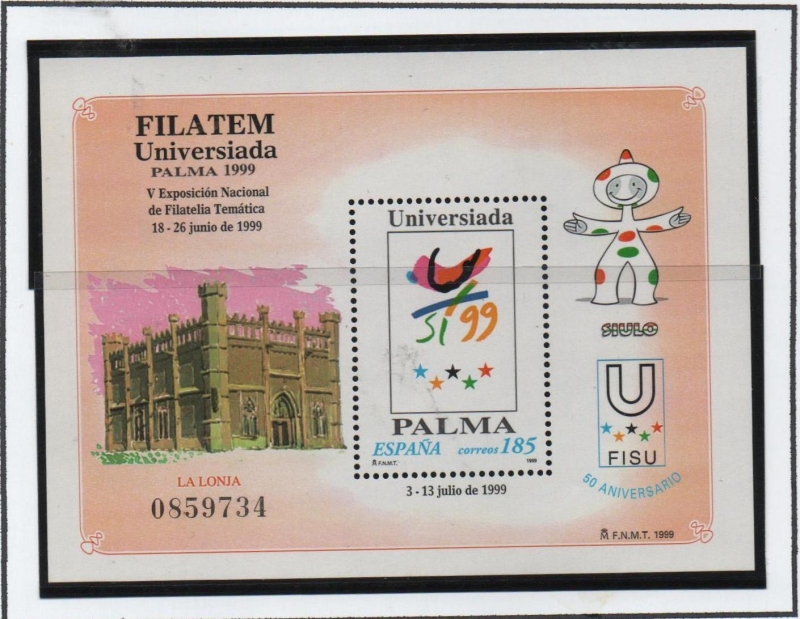 FILATEM
Universiada
PALMA 1999
V Exposición Nacional
de Filatelia Temática
18 - 26 junio de 1999
LA LONJA
0859734
Universiada
U
SI 99
PALMA
ESPAÑA correos 185
F.N.M.T. 1999
3 - 13 julio de 1999
SIULO
U
FISU
50 ANIVERSARIO
F.N.M.T. 1999